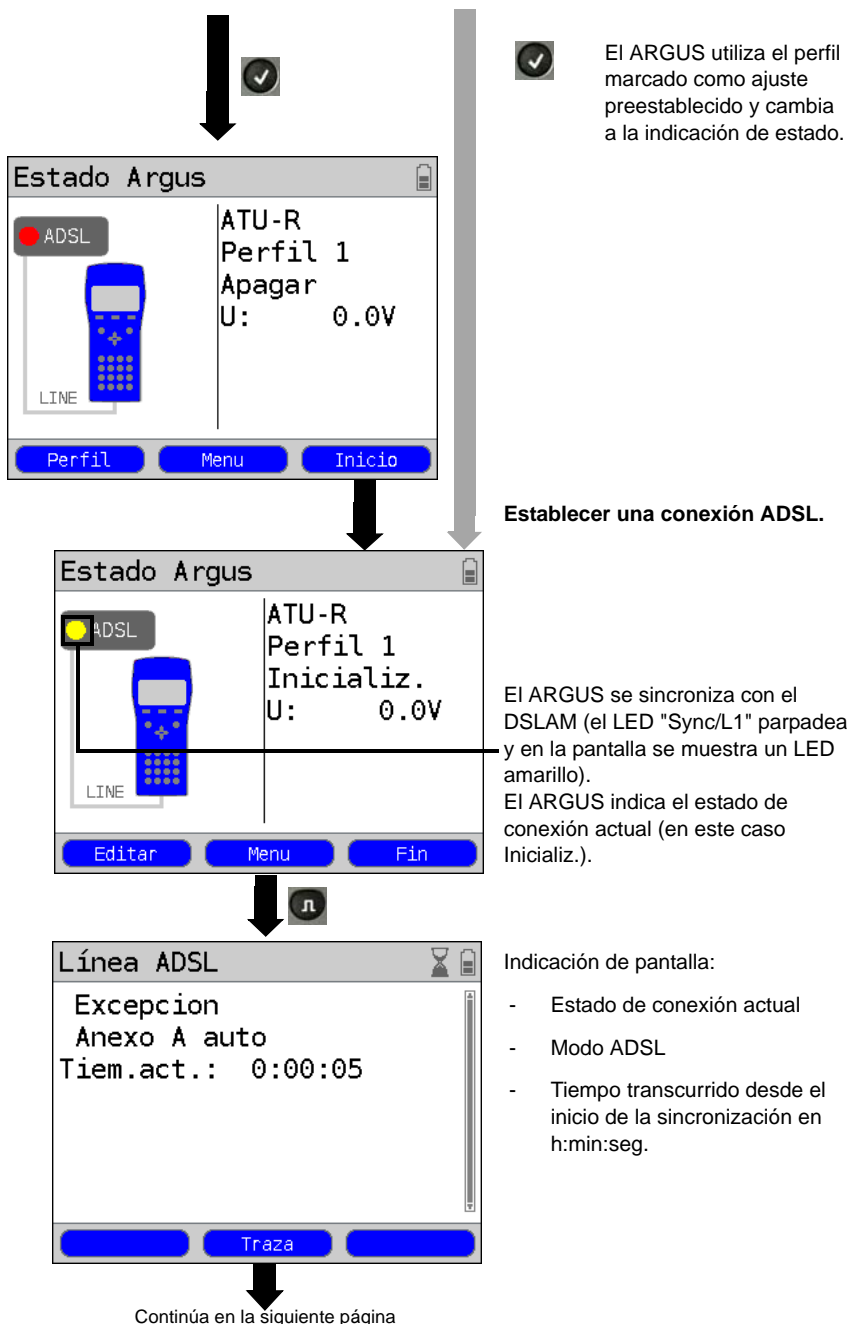 El ARGUS utiliza el perfil
marcado como ajuste
preestablecido y cambia
a la indicación de estado.
Estado Argus
ADSL
LINE
ATU-R
Perfil 1
Apagar
U: 0.0V
Perfil Menu Inicio
Establecer una conexión ADSL.
Estado Argus
ADSL
LINE
ATU-R
Perfil 1
Inicializ.
U: 0.0V
Editar Menu Fin
El ARGUS se sincroniza con el
DSLAM (el LED "Sync/L1" parpadea
y en la pantalla se muestra un LED
amarillo).
El ARGUS indica el estado de
conexión actual (en este caso
Inicializ.).
Línea ADSL
Excepcion
Anexo A auto
Tiem.act.: 0:00:05
Traza
Indicación de pantalla:
- Estado de conexión actual
- Modo ADSL
- Tiempo transcurrido desde el
inicio de la sincronización en
h:min:seg.
Continúa en la siguiente página